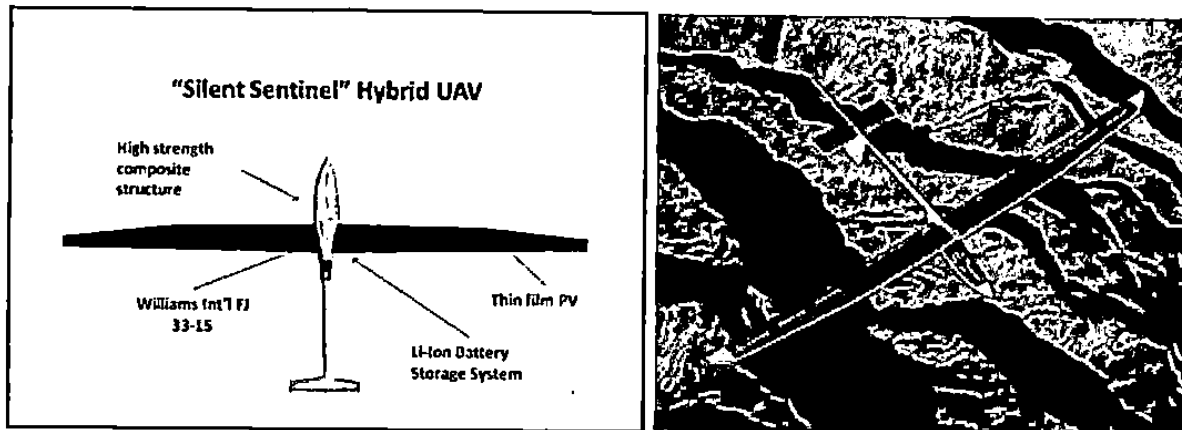 "Silent Sentinel" Hybrid UAV
High strength
composite
structure
Williams Int'l FJ
33-15
Thin film PV
Li-Ion Battery
Storage System